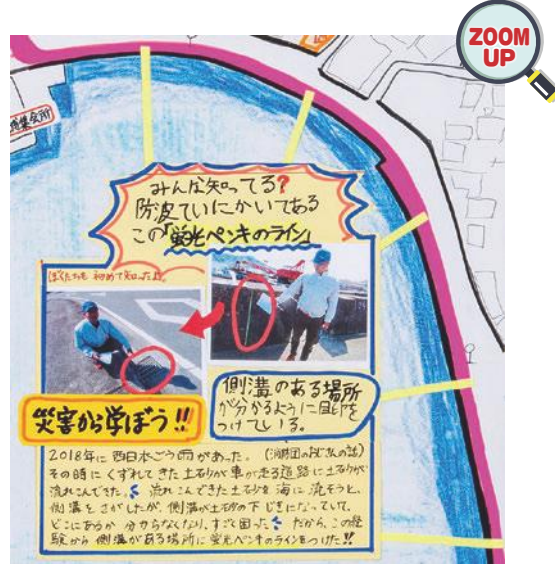 ZOOM
UP
集会所
みんな知ってる?
防波ていにかいてある
この「蛍光ペンキのライン」
ぼくたちも初めて知った!!
側溝のある場所
が分かるように目印を
つけている。
災害から学ぼう!!
2018年に西日本ごう雨があった。(消防団のおじさんの話)
その時にくずれてきた土砂が車が走る道路に土砂が
流れこんできた。流れこんできた土砂を海に流そうと、
側溝をさがしたが、側溝が土砂の下じきになっていて、
どこにあるか分からなくなり、すごく困った。だから、この経
験から側溝がある場所に蛍光ペンキのラインをつけた!!